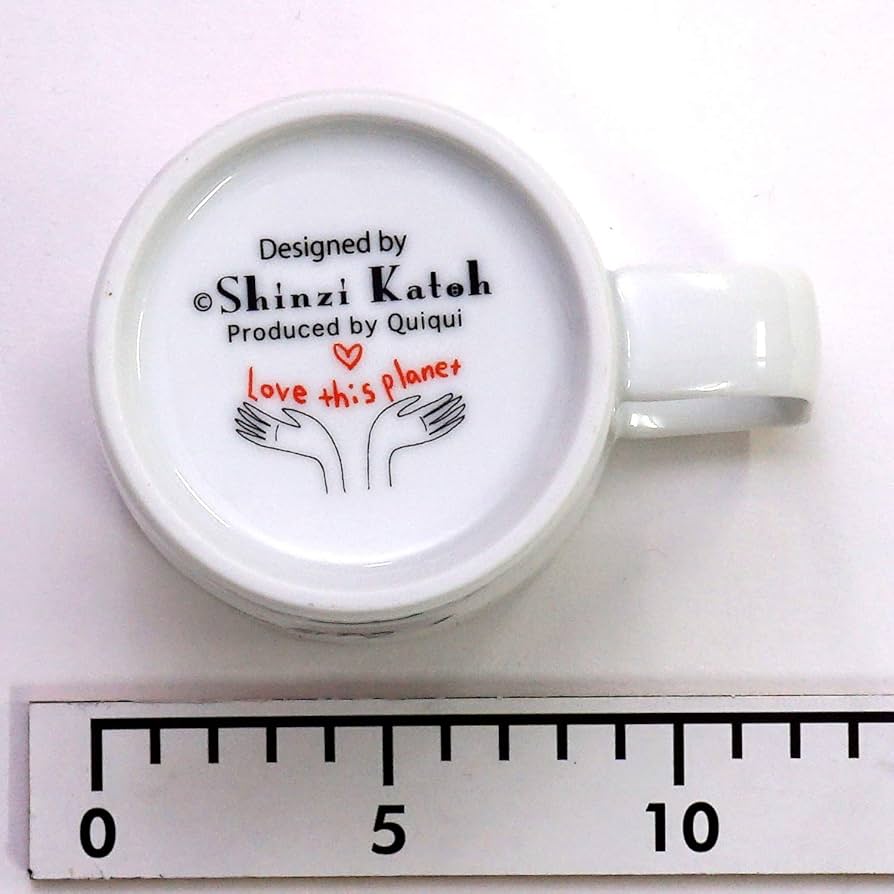 Designed by
© Shinzi Katoh
Produced by Quiqui
love this planet
0 5 10